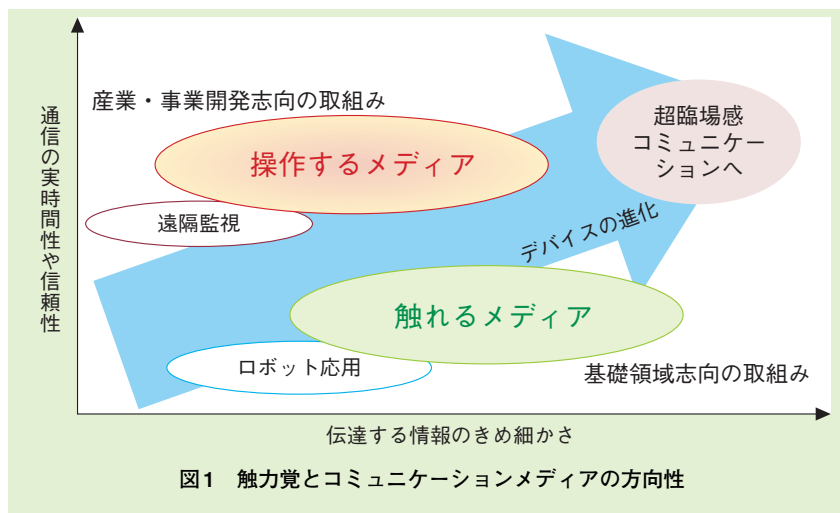 産業・事業開発志向の取組み
操作するメディア
遠隔監視
超臨場感
コミュニケー
ションへ
デバイスの進化
触れるメディア
ロボット応用
基礎領域志向の取組み
通信の実時間性や信頼性
伝達する情報のきめ細かさ
図1 触力覚とコミュニケーションメディアの方向性